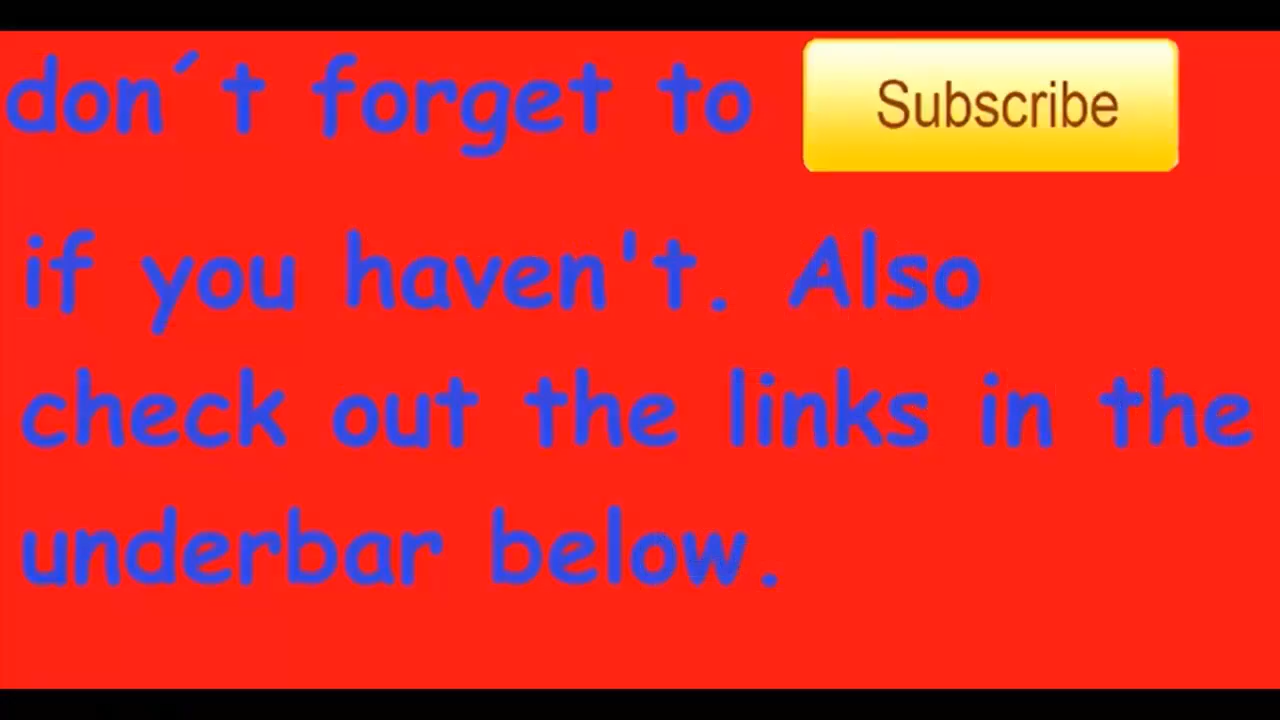 don´t forget to Subscribe
if you haven't. Also
check out the links in the
underbar below.